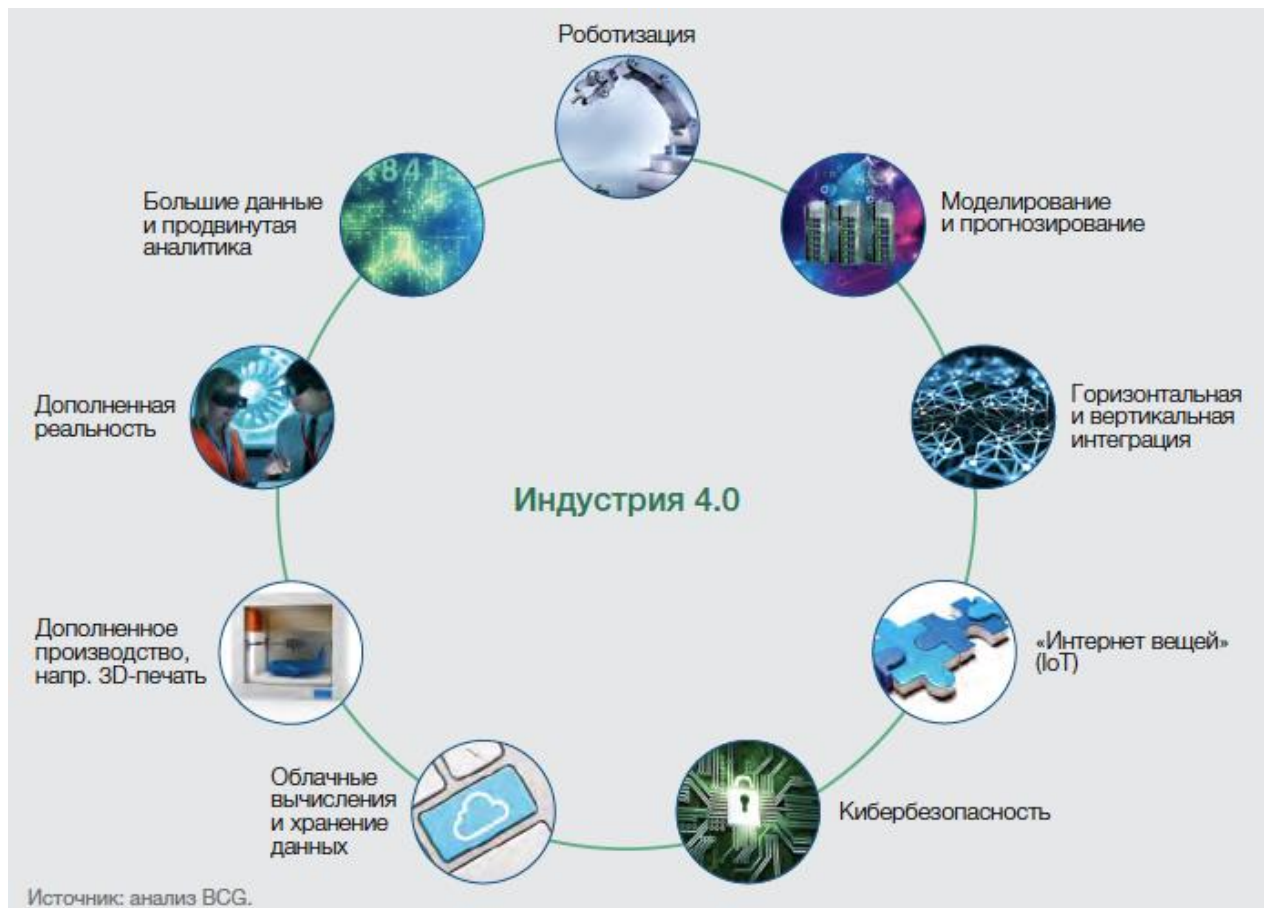 Роботизация
Большие данные
и продвинутая
аналитика
4841
Моделирование
и прогнозирование
Дополненная
реальность
Горизонтальная
и вертикальная
интеграция
Индустрия 4.0
Дополненное
производство,
напр. 3D-печать
«Интернет вещей»
(IoT)
Облачные
вычисления
и хранение
данных
Кибербезопасность
Источник: анализ BCG.